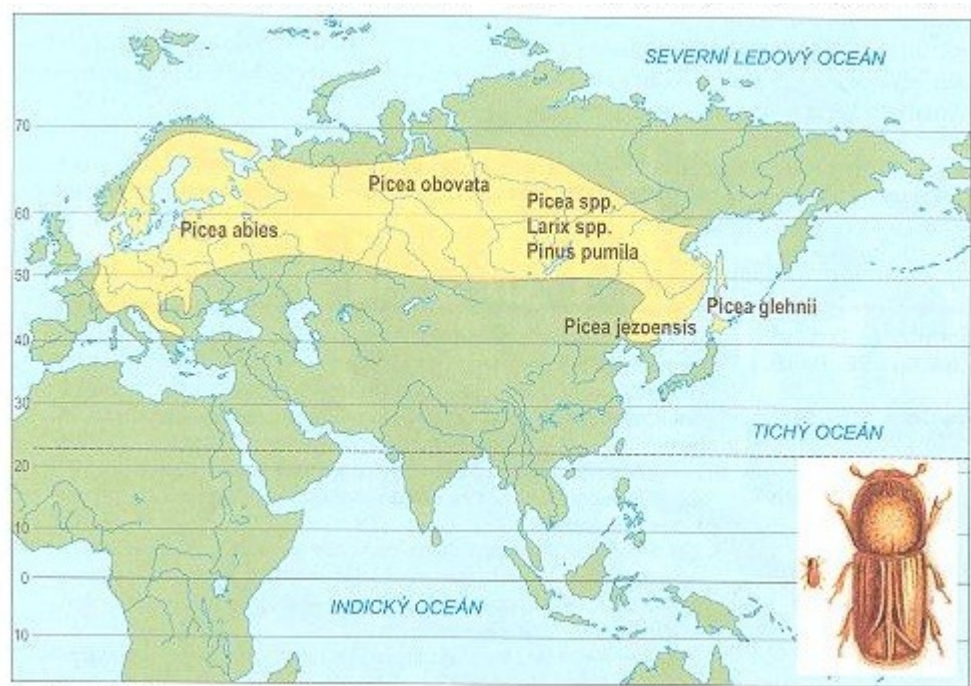 SEVERNÍ LEDOVÝ OCEÁN
70
Picea obovata
Picea spp.
60
Larix spp.
Picea abies
Pinus pumila
50
Picea glehnii
Picea jezoensis
40
30
TICHÝ OCEÁN
20
10
0
INDICKÝ OCEÁN
10